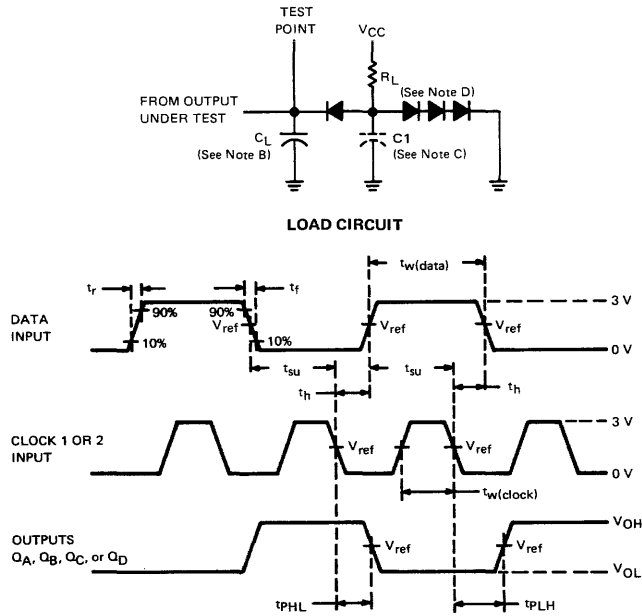 TEST
POINT
VCC
RL
(See Note D)
FROM OUTPUT
UNDER TEST
CL
(See Note B)
C1
(See Note C)
LOAD CIRCUIT
tw(data)
tr
tf
90%
90%
3 V
DATA
INPUT
Vref
Vref
Vref
10%
10%
0 V
tsu
tsu
th
th
3 V
CLOCK 1 OR 2
INPUT
Vref
Vref
0 V
tw(clock)
VOH
OUTPUTS
QA, QB, QC, or QD
Vref
Vref
VOL
tPHL
tPLH